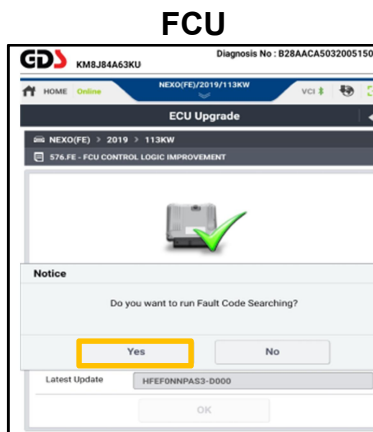 FCU
GDS KM8J84A63KU Diagnosis No : B28AACA5032005150
HOME Online NEXO(FE)/2019/113KW VCI
ECU Upgrade
NEXO(FE) > 2019 > 113KW
576.FE - FCU CONTROL LOGIC IMPROVEMENT
Notice
Do you want to run Fault Code Searching?
Yes No
Latest Update HFEF0NNPAS3-D000
OK